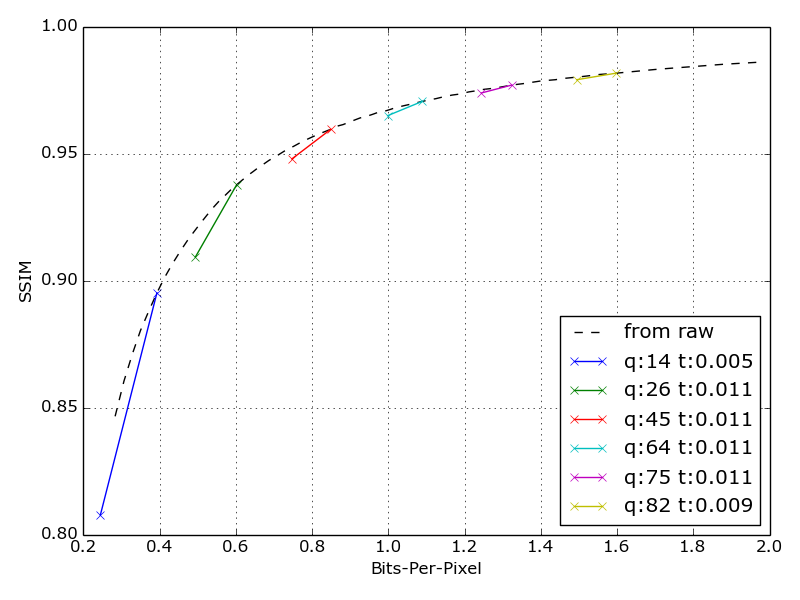 1.00
0.95
0.90
0.85
0.80
SSIM
0.2 0.4 0.6 0.8 1.0 1.2 1.4 1.6 1.8 2.0
Bits-Per-Pixel
from raw
q:14 t:0.005
q:26 t:0.011
q:45 t:0.011
q:64 t:0.011
q:75 t:0.011
q:82 t:0.009